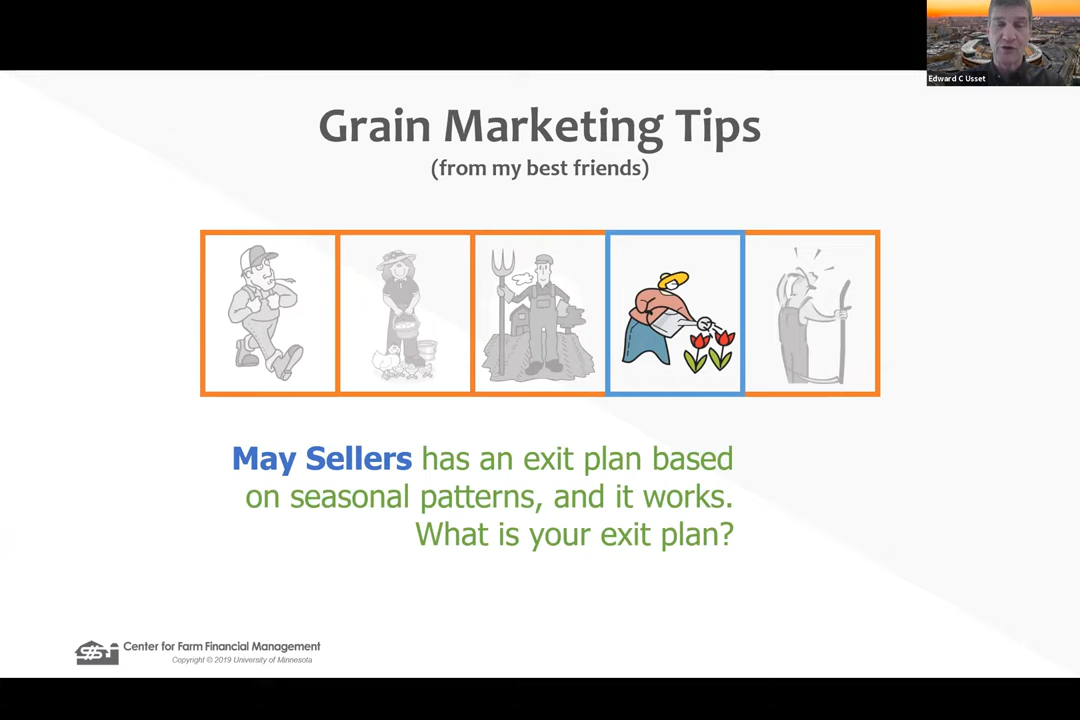 Edward C Usset
Grain Marketing Tips
(from my best friends)
May Sellers has an exit plan based
on seasonal patterns, and it works.
What is your exit plan?
Center for Farm Financial Management
Copyright © 2019 University of Minnesota